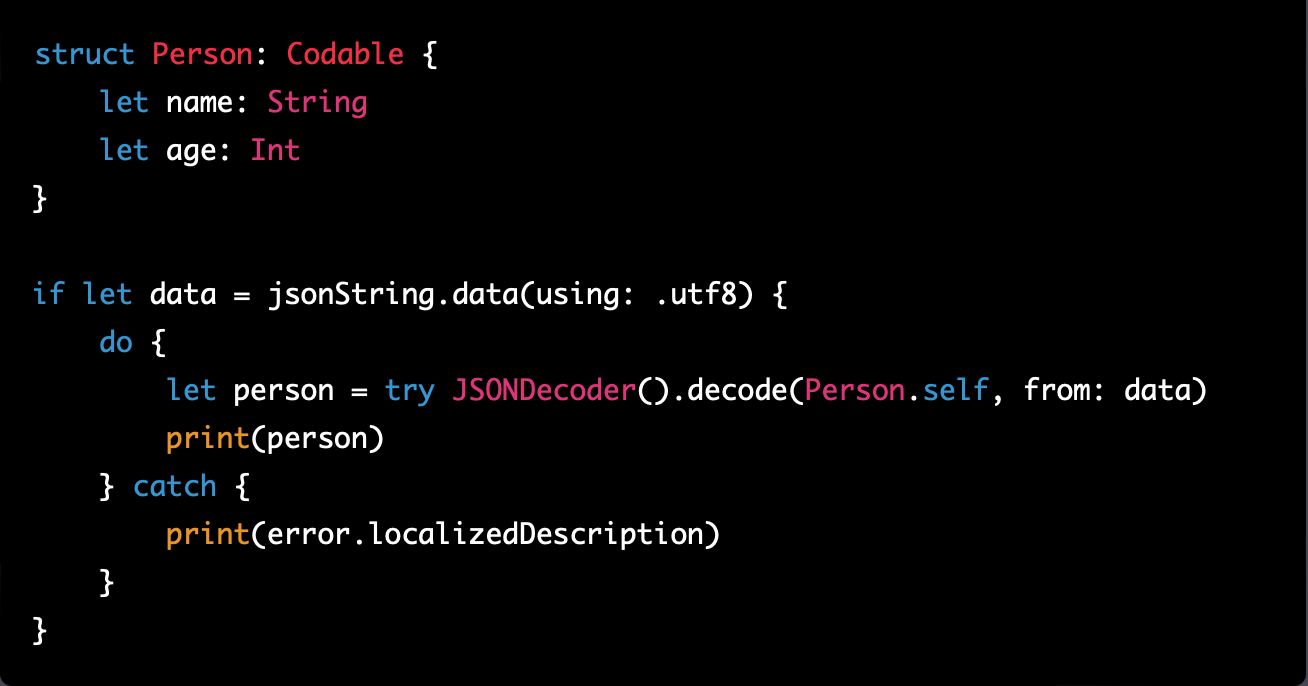 struct Person: Codable {
    let name: String
    let age: Int
}

if let data = jsonString.data(using: .utf8) {
    do {
        let person = try JSONDecoder().decode(Person.self, from: data)
        print(person)
    } catch {
        print(error.localizedDescription)
    }
}